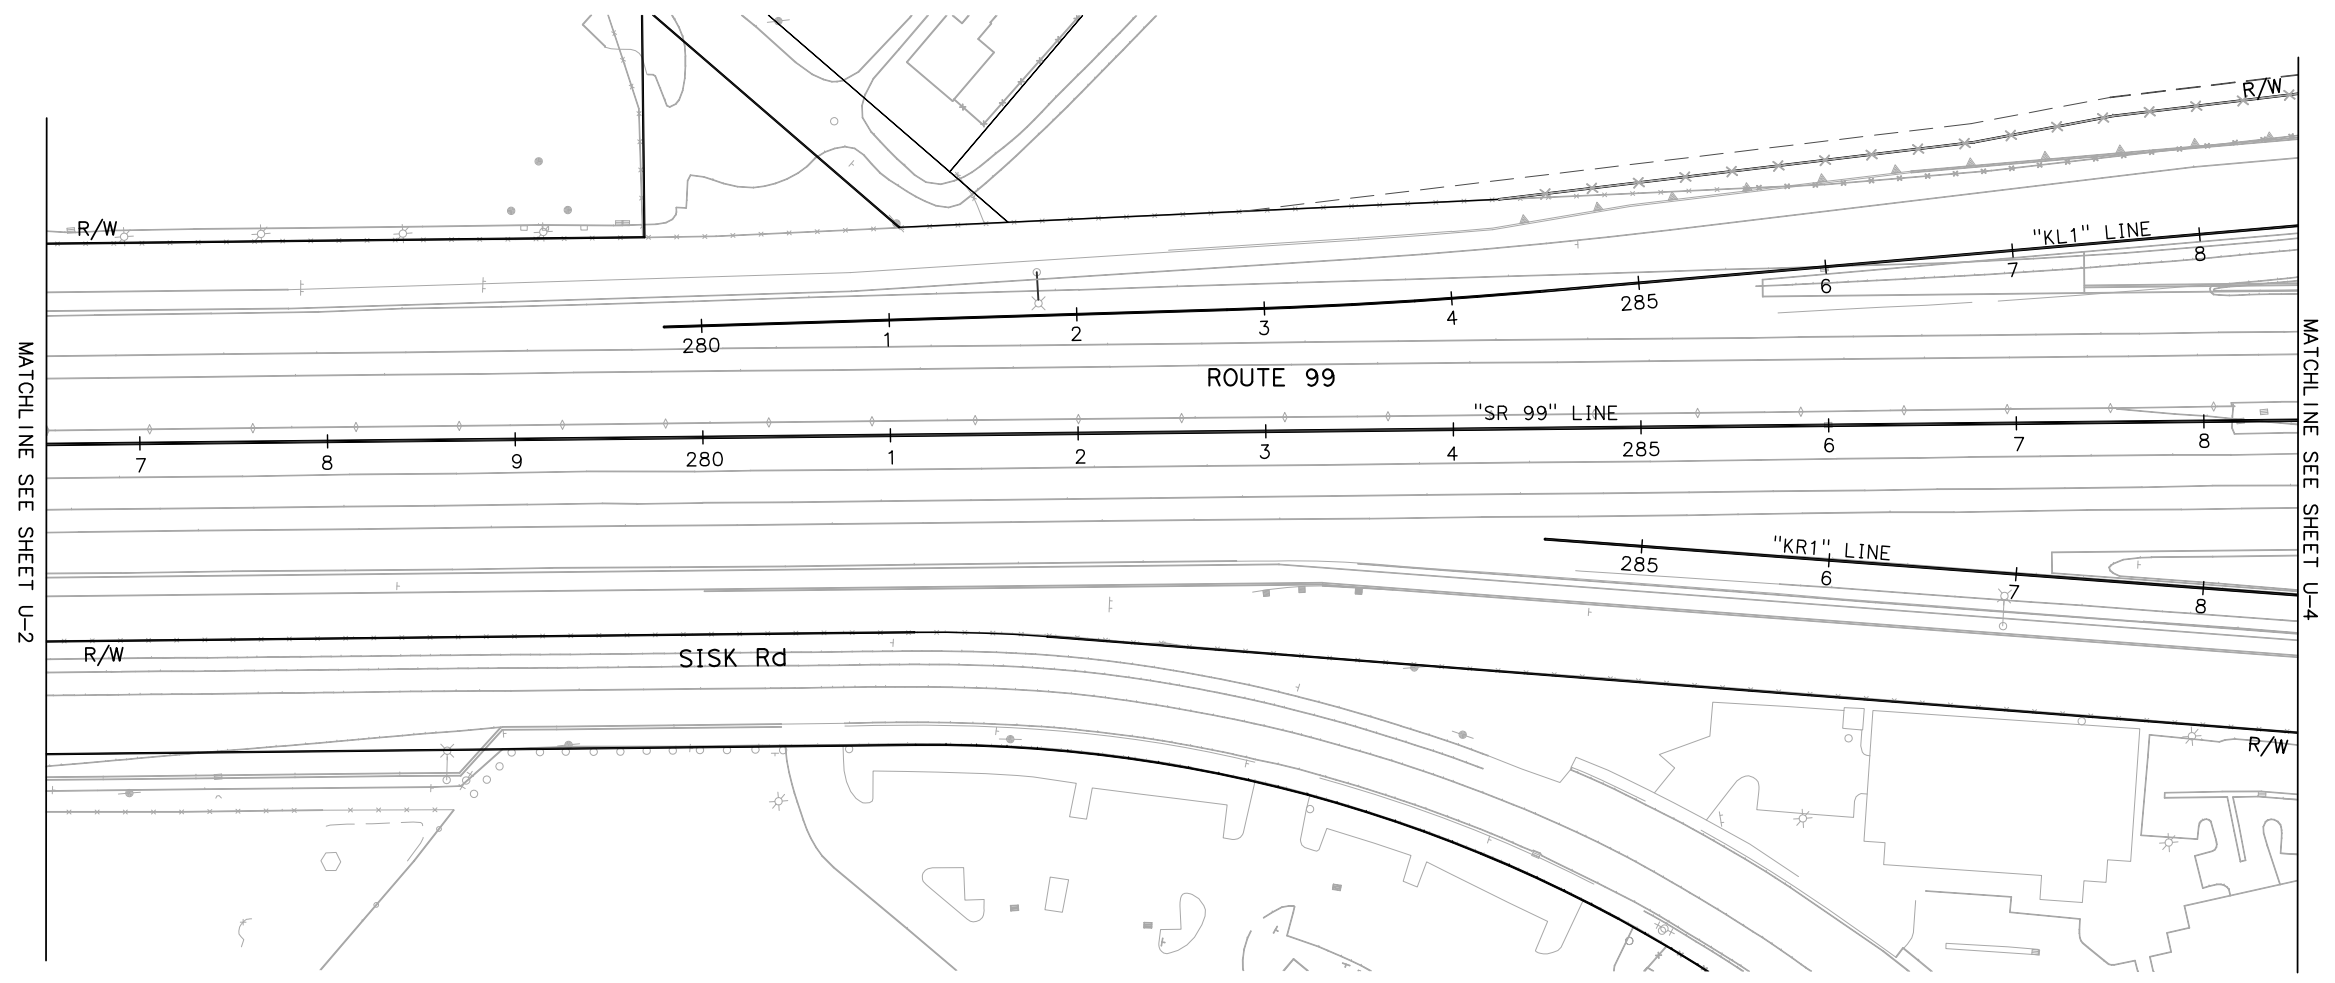 R/W
R/W
"KL1" LINE
280 1 2 3 4 285 6 7 8
ROUTE 99
"SR 99" LINE
7 8 9 280 1 2 3 4 285 6 7 8
"KR1" LINE
285 6 7 8
R/W
SISK Rd
R/W
MATCHLINE SEE SHEET U-2
MATCHLINE SEE SHEET U-4